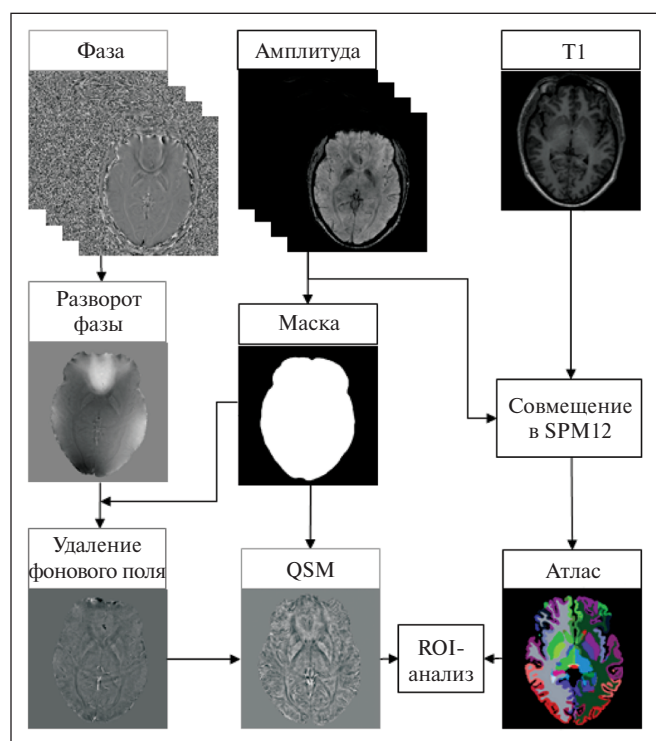 Фаза
Амплитуда
T1
Разворот
фазы
Маска
Совмещение
в SPM12
Удаление
фонового поля
QSM
ROI-
анализ
Атлас